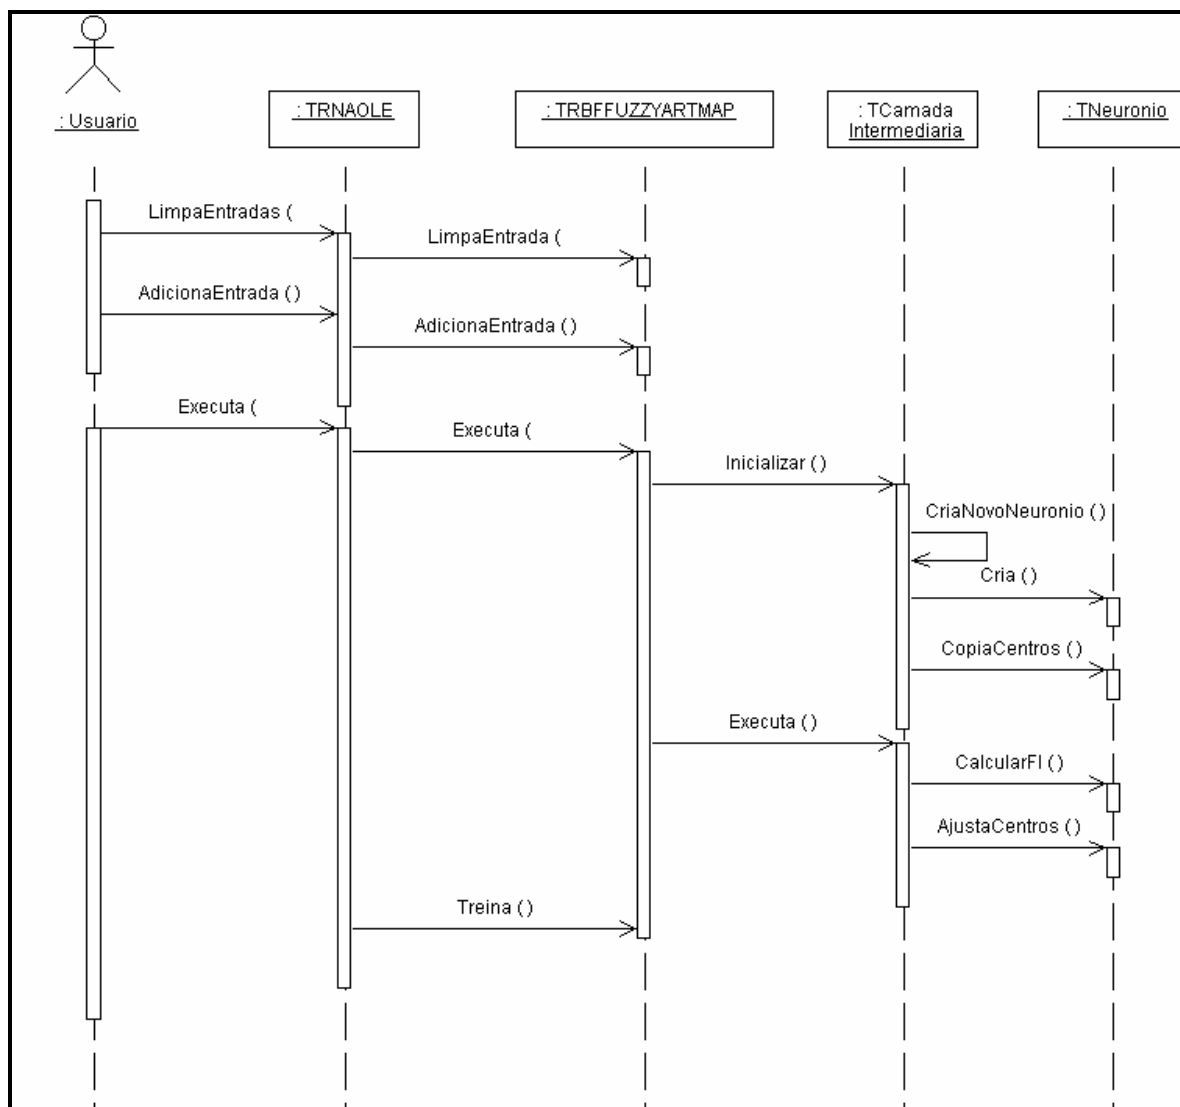 : Usuario
: TRNAOLE
: TRBFFUZZYARTMAP
: TCamada
Intermediaria
: TNeuronio
LimpaEntradas (
LimpaEntrada (
AdicionaEntrada ()
AdicionaEntrada ()
Executa (
Executa (
Inicializar ()
CriaNovoNeuronio ()
Cria ()
CopiaCentros ()
Executa ()
CalcularFI ()
AjustaCentros ()
Treina ()